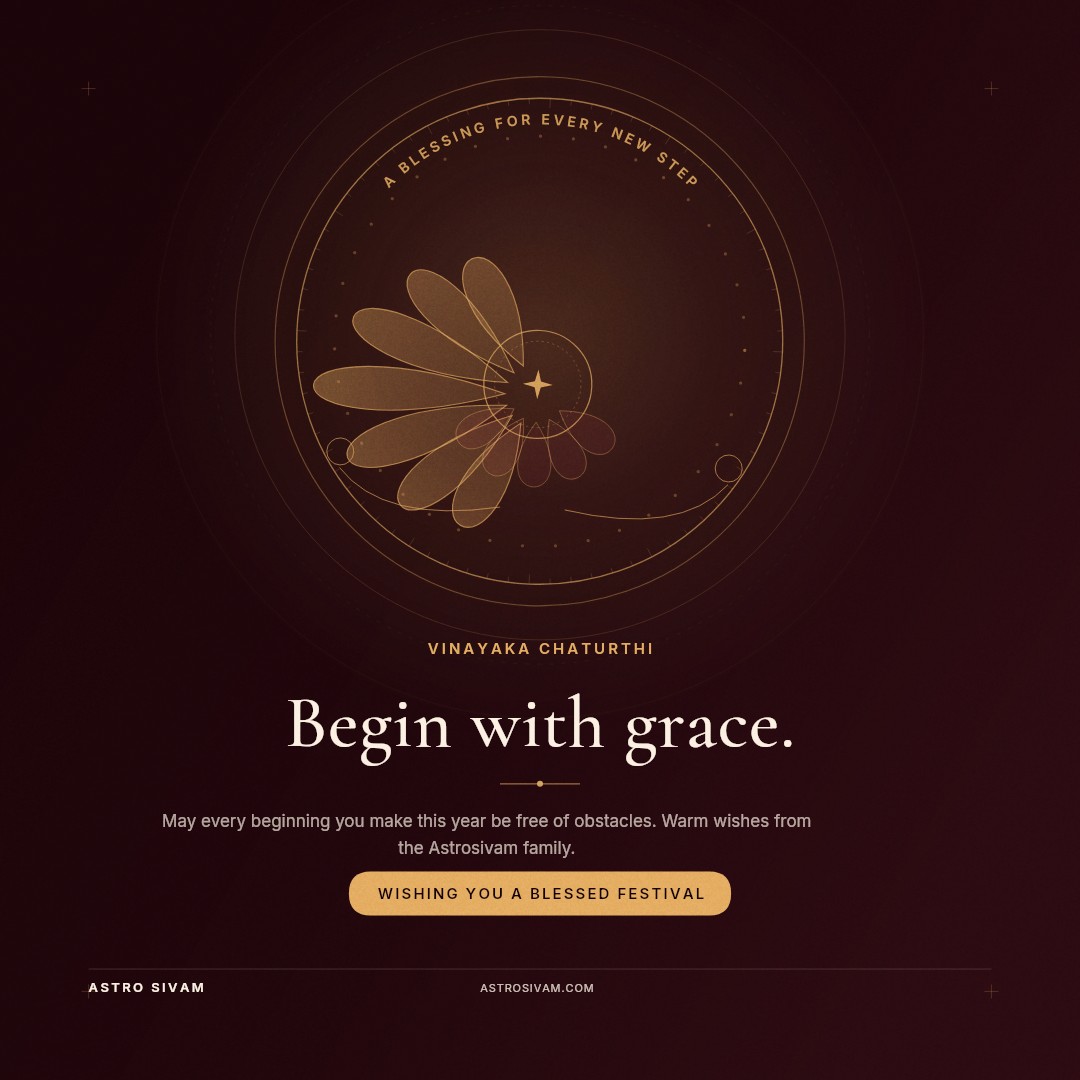 A BLESSING FOR EVERY NEW STEP
VINAYAKA CHATURTHI
Begin with grace.
May every beginning you make this year be free of obstacles. Warm wishes from
the Astrosivam family.
WISHING YOU A BLESSED FESTIVAL
ASTRO SIVAM
ASTROSIVAM.COM